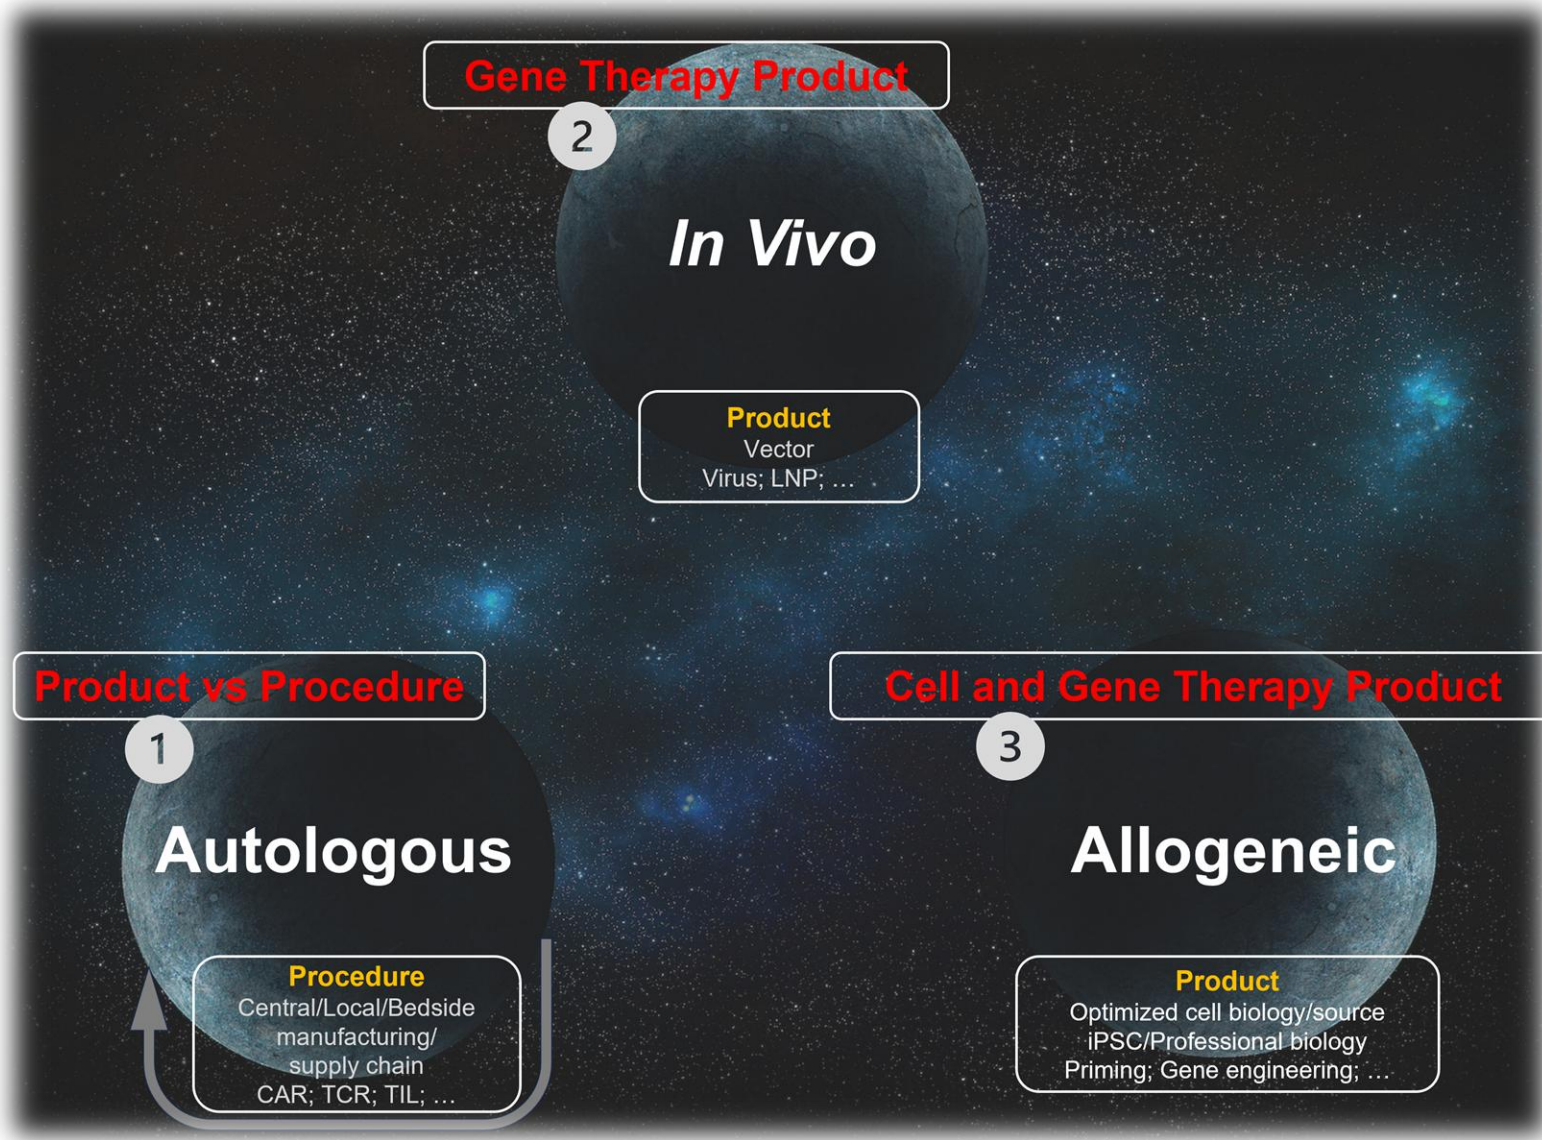 Gene Therapy Product
2
In Vivo
Product
Vector
Virus; LNP; …
Product vs Procedure
1
Autologous
Procedure
Central/Local/Bedside
manufacturing/
supply chain
CAR; TCR; TIL; …
Cell and Gene Therapy Product
3
Allogeneic
Product
Optimized cell biology/source
iPSC/Professional biology
Priming; Gene engineering; …